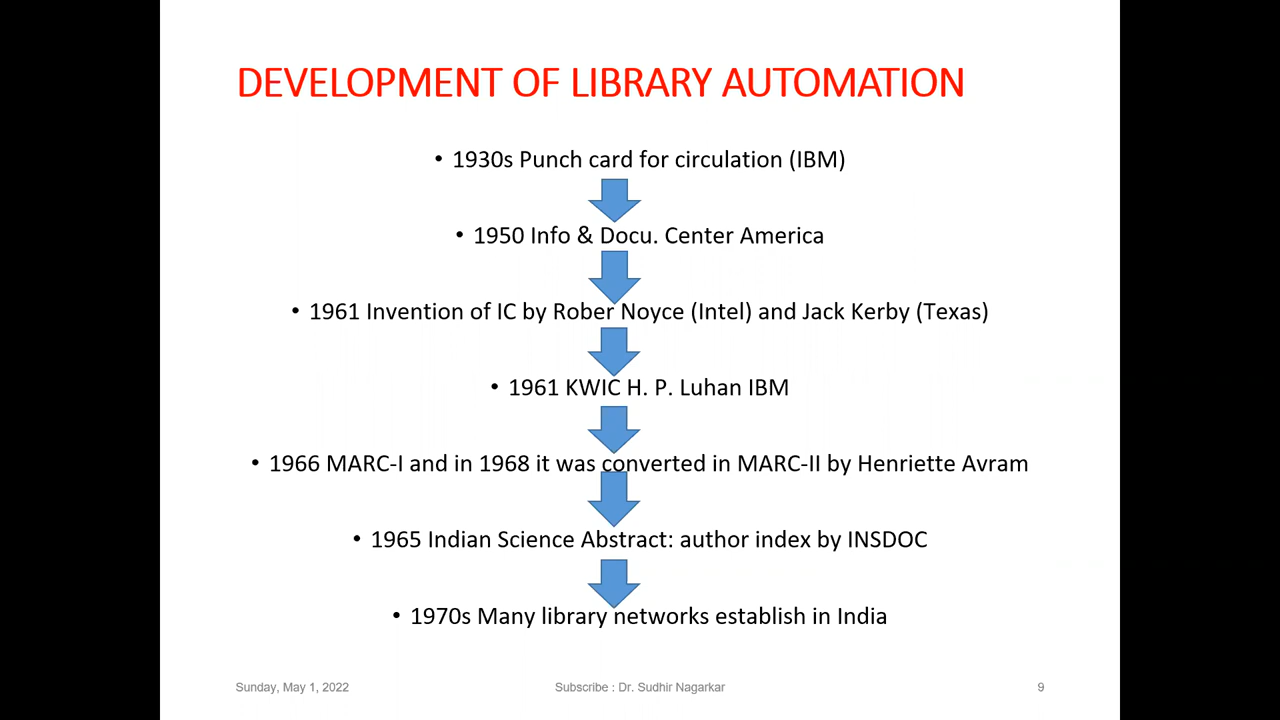 DEVELOPMENT OF LIBRARY AUTOMATION
• 1930s Punch card for circulation (IBM)
• 1950 Info & Docu. Center America
• 1961 Invention of IC by Rober Noyce (Intel) and Jack Kerby (Texas)
• 1961 KWIC H. P. Luhan IBM
• 1966 MARC-I and in 1968 it was converted in MARC-II by Henriette Avram
• 1965 Indian Science Abstract: author index by INSDOC
• 1970s Many library networks establish in India
Sunday, May 1, 2022
Subscribe : Dr. Sudhir Nagarkar
9